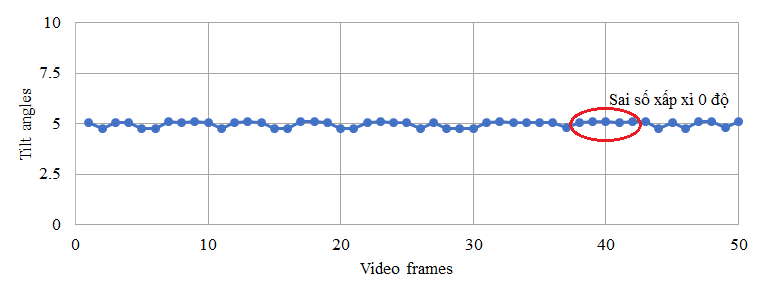 10
7.5
Sai số xấp xỉ 0 độ
5
2.5
0
Tilt angles
0 10 20 30 40 50
Video frames